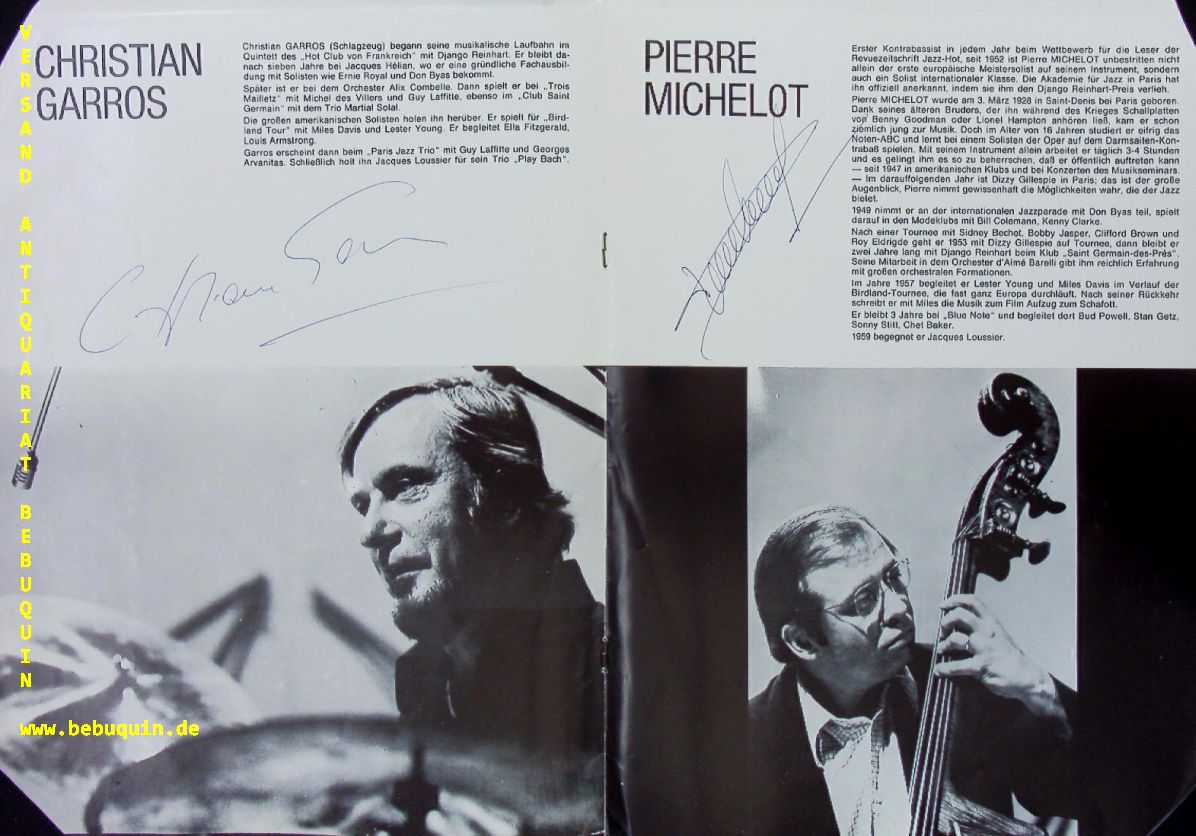 CHRISTIAN
GARROS
Christian GARROS (Schlagzeug) begann seine musikalische Laufbahn im
Quintett des „Hot Club von Frankreich" mit Django Reinhart. Er bleibt da-
nach sieben Jahre bei Jacques Hélian, wo er eine gründliche Fachausbil-
dung mit Solisten wie Ernie Royal und Don Byas bekommt.
Später ist er bei dem Orchester Alix Combelle. Dann spielt er bei „Trois
Mailletz" mit Michel des Villers und Guy Laffitte, ebenso im „Club Saint
Germain" mit dem Trio Martial Solal.
Die großen amerikanischen Solisten holen ihn herüber. Er spielt für „Bird-
land Tour" mit Miles Davis und Lester Young. Er begleitet Ella Fitzgerald,
Louis Armstrong.
Garros erscheint dann beim „Paris Jazz Trio" mit Guy Laffitte und Georges
Arvanitas. Schließlich holt ihn Jacques Loussier für sein Trio „Play Bach".
PIERRE
MICHELOT
Erster Kontrabassist in jedem Jahr beim Wettbewerb für die Leser der
Revuezeitschrift Jazz-Hot, seit 1952 ist Pierre MICHELOT unbestritten nicht
allein der erste europäische Meistersolist auf seinem Instrument, sondern
auch ein Solist internationaler Klasse. Die Akademie für Jazz in Paris hat
ihn offiziell anerkannt, indem sie ihm den Django Reinhart-Preis verlieh.
Pierre MICHELOT wurde am 3. März 1928 in Saint-Denis bei Paris geboren.
Dank seines älteren Bruders, der ihn während des Krieges Schallplatten
von Benny Goodman oder Lionel Hampton anhören ließ, kam er schon
ziemlich jung zur Musik. Doch im Alter von 16 Jahren studiert er eifrig das
Noten-ABC und lernt bei einem Solisten der Oper auf dem Darmsaiten-Kon-
trabaß spielen. Mit seinem Instrument allein arbeitet er täglich 3-4 Stunden
und es gelingt ihm es so zu beherrschen, daß er öffentlich auftreten kann
— seit 1947 in amerikanischen Klubs und bei Konzerten des Musikseminars.
— Im darauffolgenden Jahr ist Dizzy Gillespie in Paris; das ist der große
Augenblick, Pierre nimmt gewissenhaft die Möglichkeiten wahr, die der Jazz
bietet.
1949 nimmt er an der internationalen Jazzparade mit Don Byas teil, spielt
darauf in den Modeklubs mit Bill Colemann, Kenny Clarke.
Nach einer Tournee mit Sidney Bechot, Bobby Jasper, Clifford Brown und
Roy Eldrigde geht er 1953 mit Dizzy Gillespie auf Tournee, dann bleibt er
zwei Jahre lang mit Django Reinhart beim Klub „Saint Germain-des-Prés".
Seine Mitarbeit in dem Orchester d'Aimé Barelli gibt ihm reichlich Erfahrung
mit großen orchestralen Formationen.
Im Jahre 1957 begleitet er Lester Young und Miles Davis im Verlauf der
Birdland-Tournee, die fast ganz Europa durchläuft. Nach seiner Rückkehr
schreibt er mit Miles die Musik zum Film Aufzug zum Schafott.
Er bleibt 3 Jahre bei „Blue Note" und begleitet dort Bud Powell, Stan Getz,
Sonny Stitt, Chet Baker.
1959 begegnet er Jacques Loussier.
VERSAND ANTIQUARIAT BEBUQUIN
www.bebuquin.de